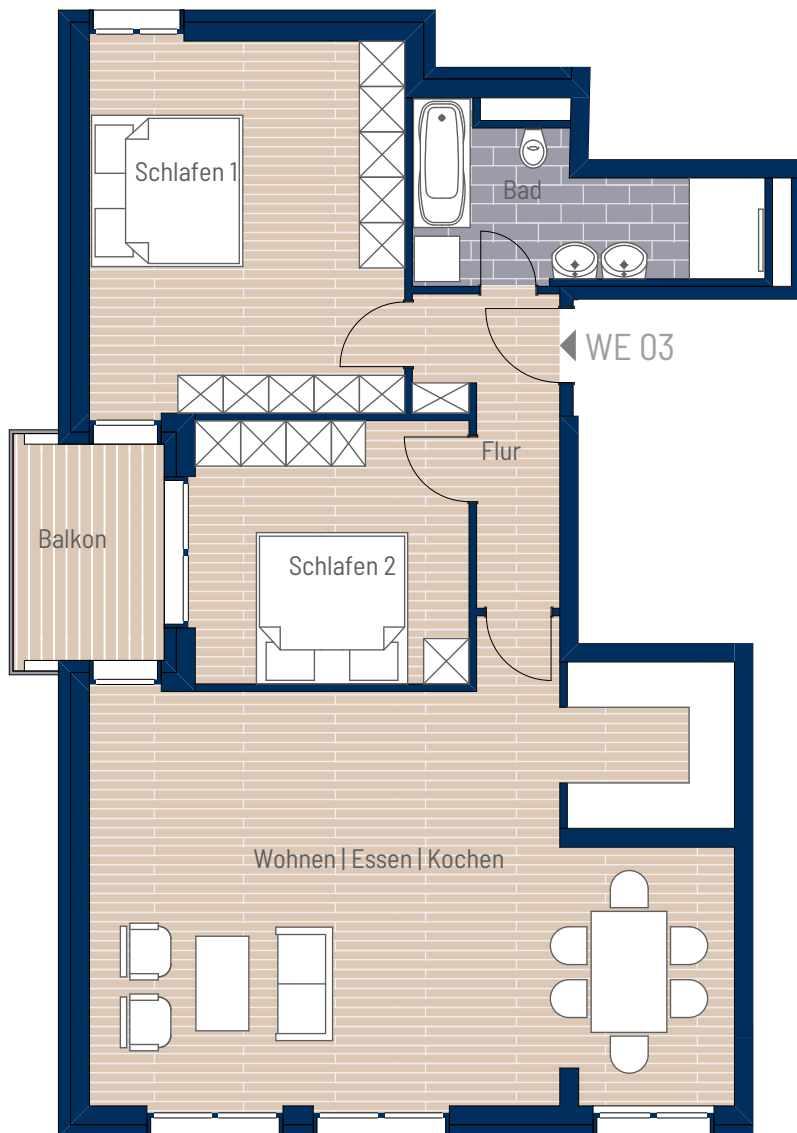 Schlafen 1
Bad
WE 03
Flur
Balkon
Schlafen 2
Wohnen | Essen | Kochen